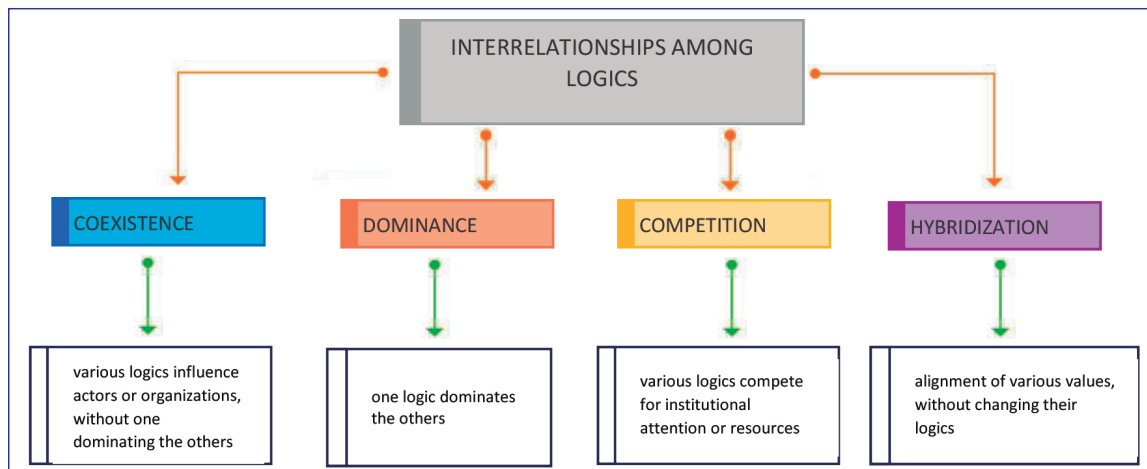 INTERRELATIONSHIPS AMONG
LOGICS
COEXISTENCE
DOMINANCE
COMPETITION
HYBRIDIZATION
various logics influence
actors or organizations,
without one
dominating the others
one logic dominates
the others
various logics compete
for institutional
attention or resources
alignment of various values,
without changing their
logics